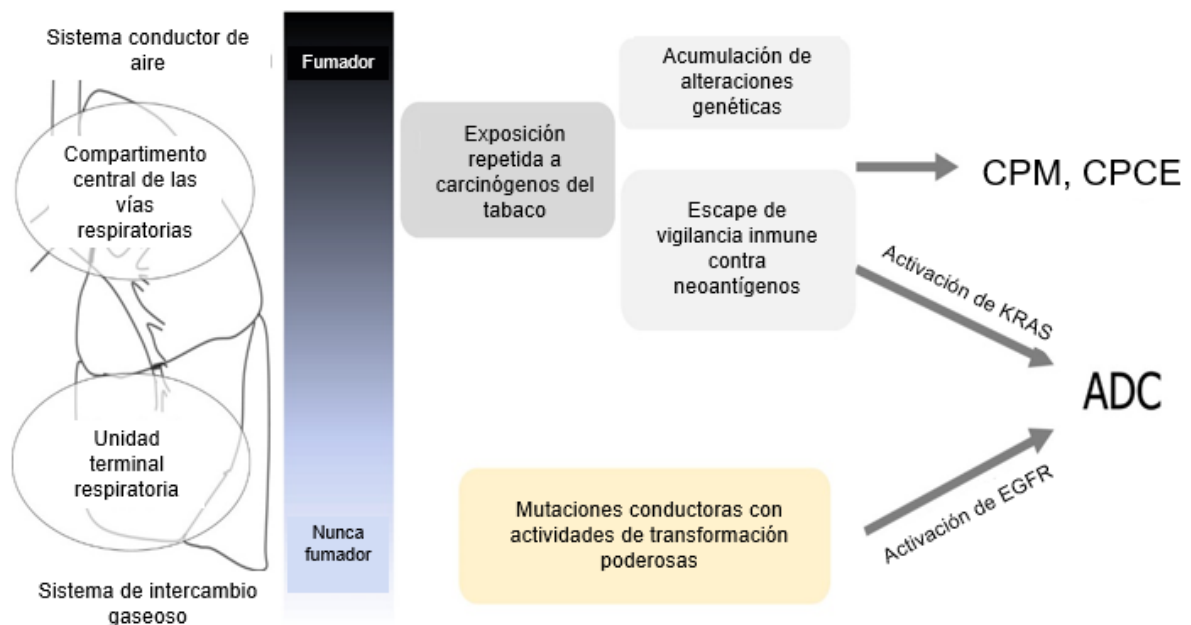 Sistema conductor de
aire
Compartimento
central de las
vías
respiratorias
Unidad
terminal
respiratoria
Sistema de intercambio
gaseoso
Fumador
Nunca
fumador
Exposición
repetida a
carcinógenos del
tabaco
Acumulación de
alteraciones
genéticas
Escape de
vigilancia inmune
contra
neoantígenos
Mutaciones conductoras con
actividades de transformación
poderosas
CPM, CPCE
Activación de KRAS
ADC
Activación de EGFR